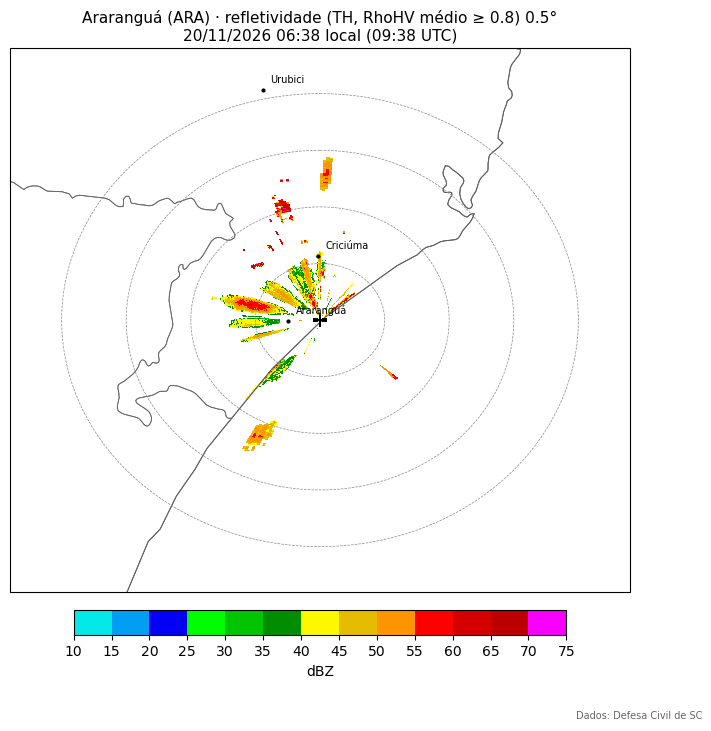 Araranguá (ARA) · refletividade (TH, RhoHV médio ≥ 0.8) 0.5°
20/11/2026 06:38 local (09:38 UTC)
Urubici
Criciúma
Araranguá
10 15 20 25 30 35 40 45 50 55 60 65 70 75
dBZ
Dados: Defesa Civil de SC